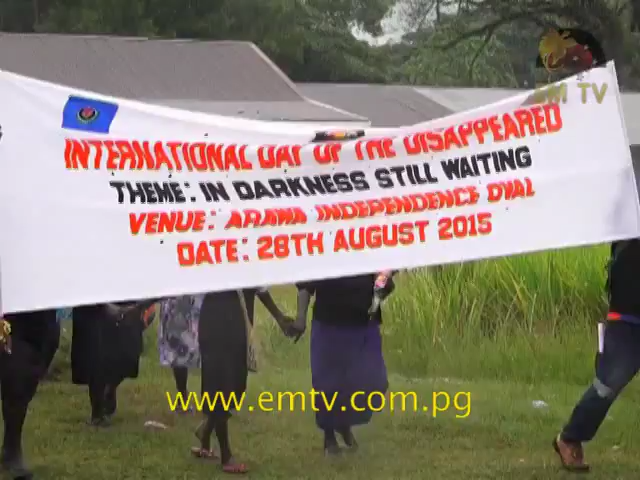 EM TV
INTERNATIONAL DAY OF THE DISAPPEARED
THEME: IN DARKNESS STILL WAITING
VENUE: ARAWA INDEPENDENCE OVAL
DATE: 28TH AUGUST 2015
www.emtv.com.pg